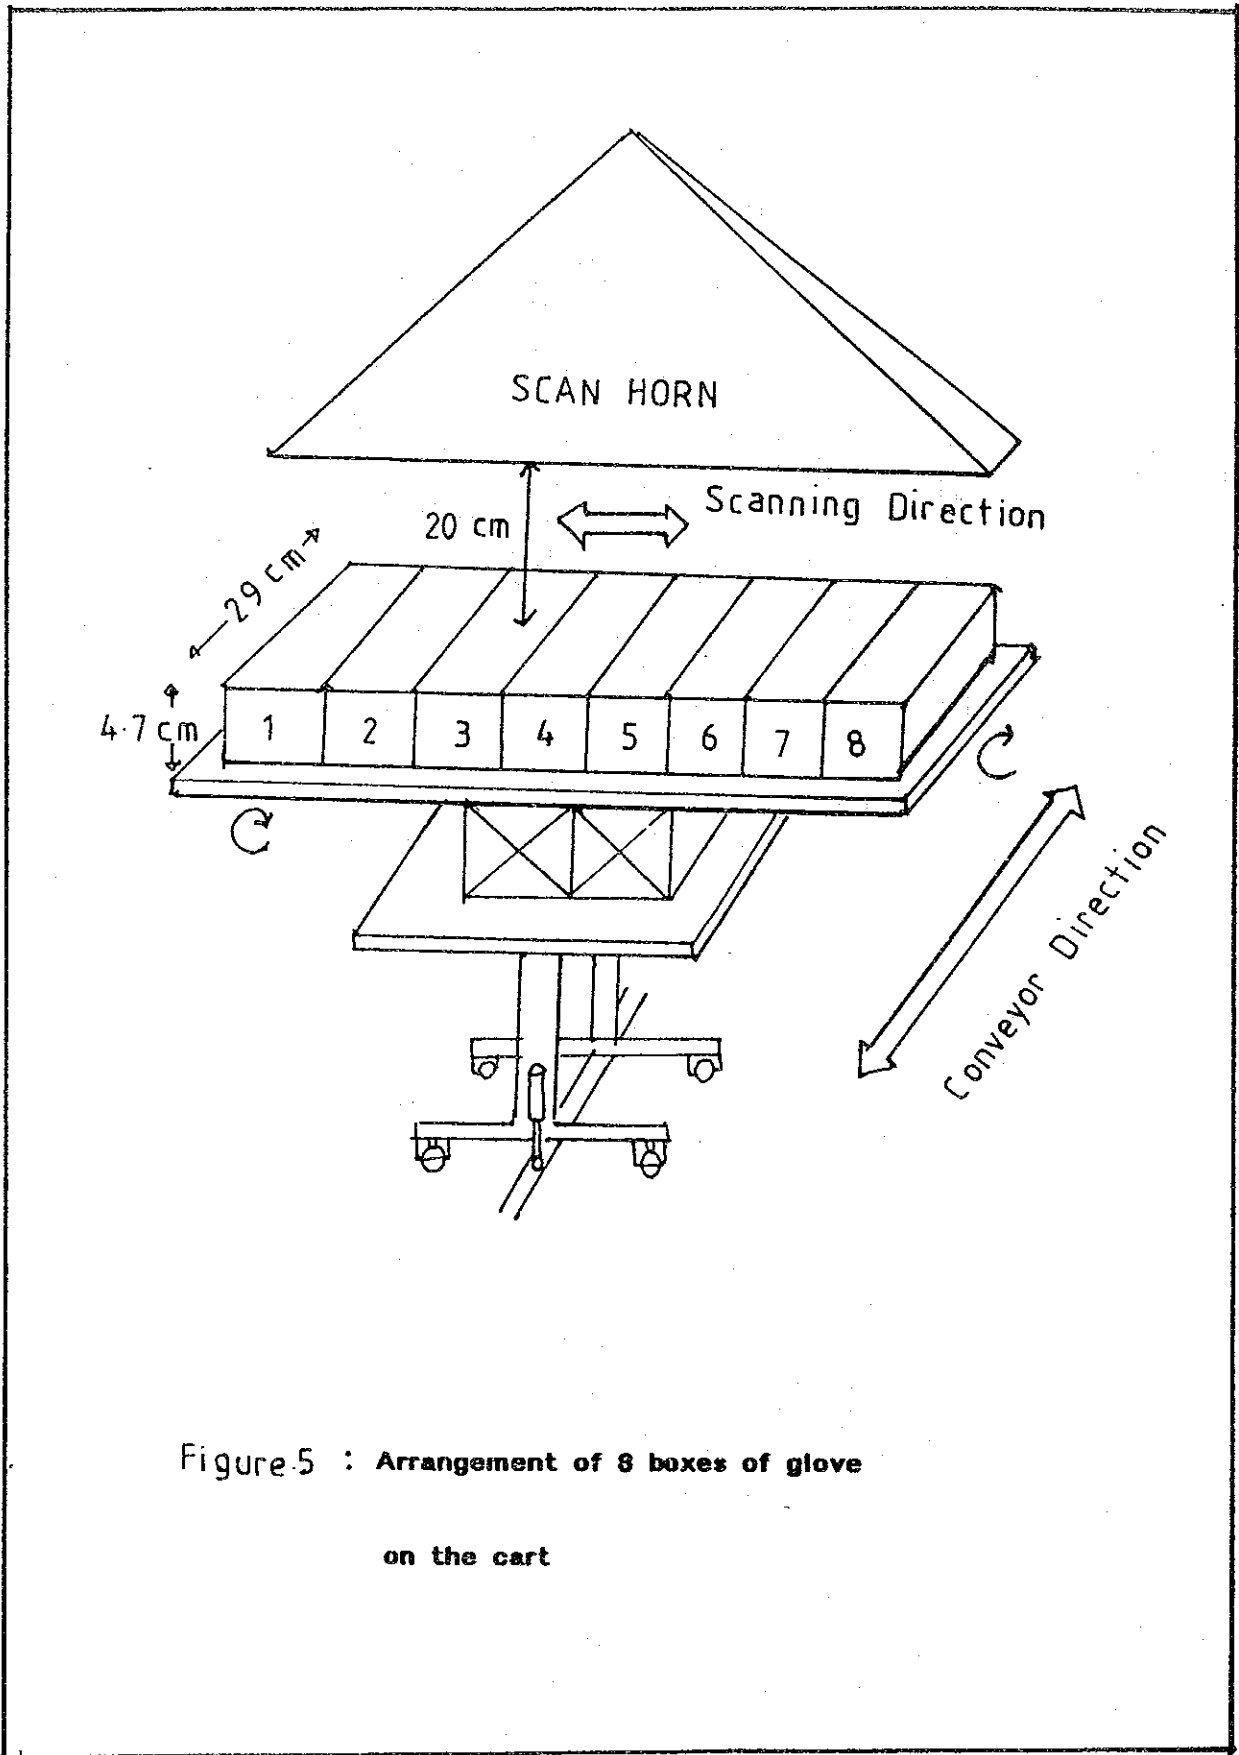 SCAN HORN
Scanning Direction
20 cm
29 cm
4.7 cm
1 2 3 4 5 6 7 8
Conveyor Direction
Figure.5 : Arrangement of 8 boxes of glove
on the cart